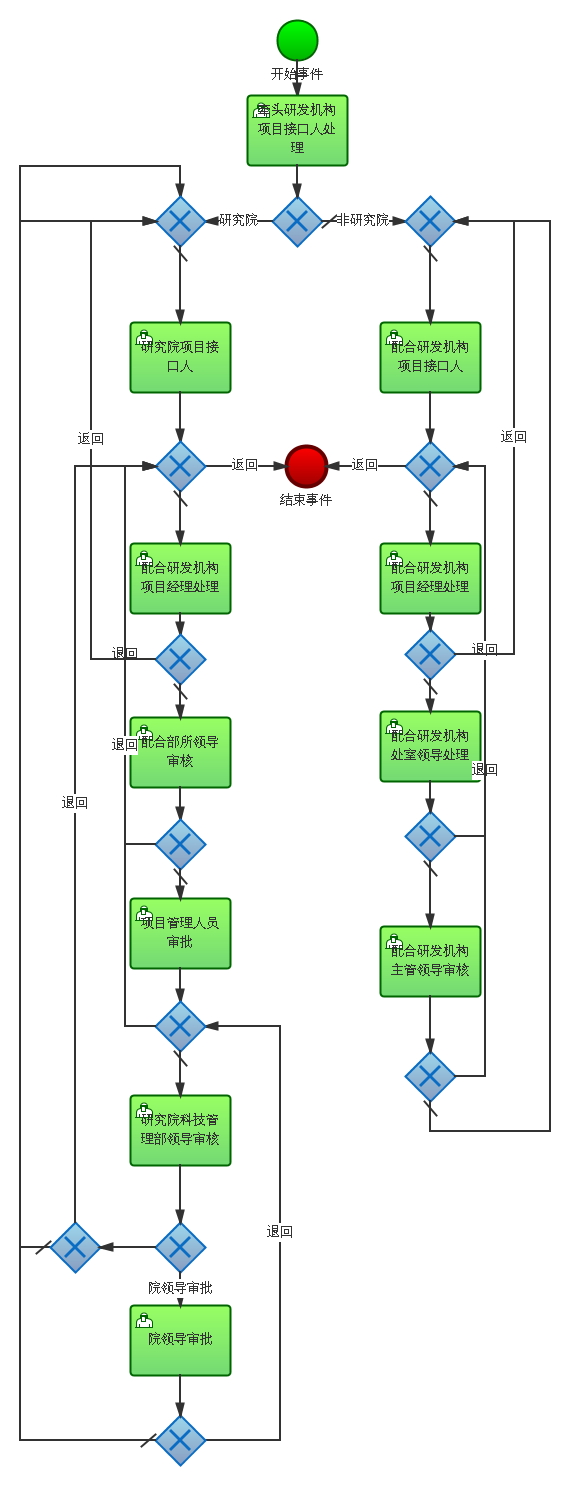 开始事件
牵头研发机构
项目接口人处
理
研究院
非研究院
研究院项目接
口人
配合研发机构
项目接口人
返回
返回
返回
返回
结束事件
配合研发机构
项目经理处理
配合研发机构
项目经理处理
退回
退回
配合部所领导
审核
配合研发机构
处室领导处理
退回
退回
退回
项目管理人员
审批
配合研发机构
主管领导审核
研究院科技管
理部领导审核
退回
院领导审批
院领导审批